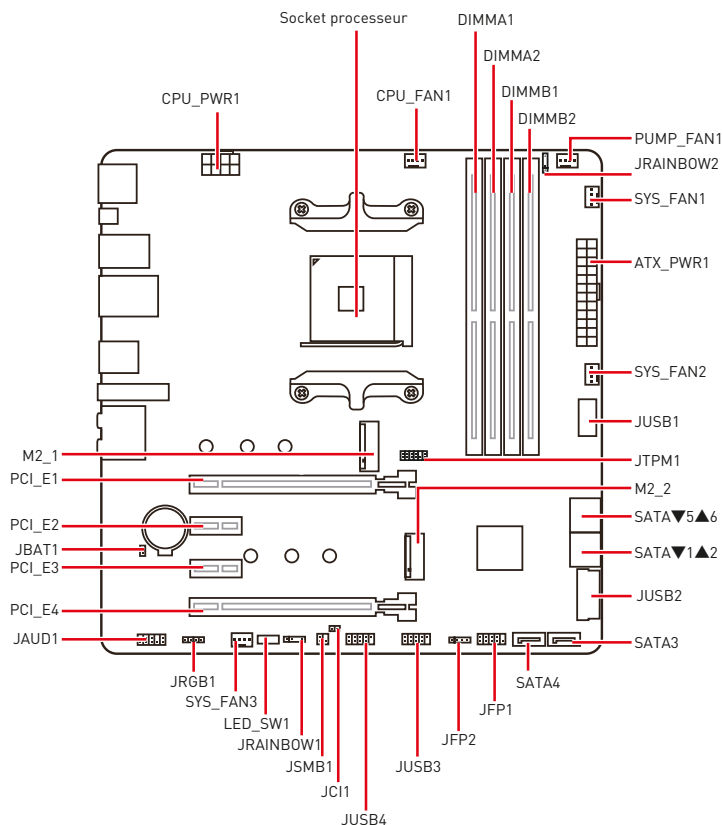 Socket processeur
DIMMA1
DIMMA2
CPU_PWR1
CPU_FAN1
DIMMB1
DIMMB2
PUMP_FAN1
JRAINBOW2
SYS_FAN1
ATX_PWR1
SYS_FAN2
JUSB1
M2_1
JTPM1
PCI_E1
M2_2
PCI_E2
SATA▼5▲6
JBAT1
SATA▼1▲2
PCI_E3
PCI_E4
JUSB2
JAUD1
SATA3
JRGB1
SATA4
SYS_FAN3
JFP1
LED_SW1
JRAINBOW1
JFP2
JSMB1
JUSB3
JCI1
JUSB4